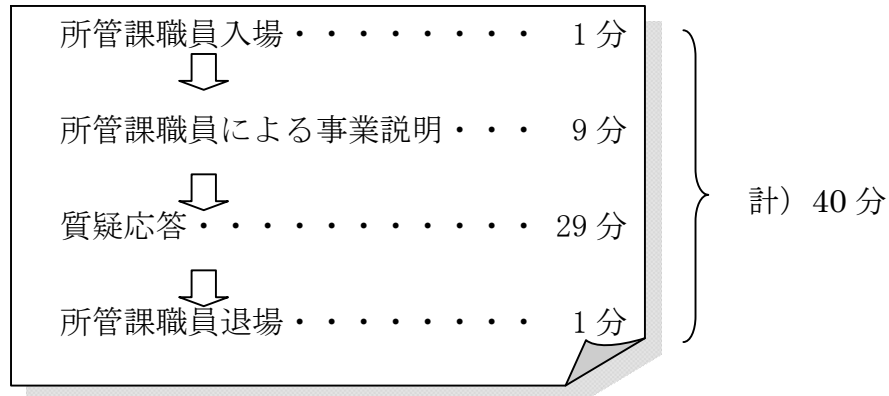 所管課職員入場・・・・・・・・ 1分
所管課職員による事業説明・・・ 9分
質疑応答・・・・・・・・・・・ 29分
所管課職員退場・・・・・・・・ 1分
計）40分